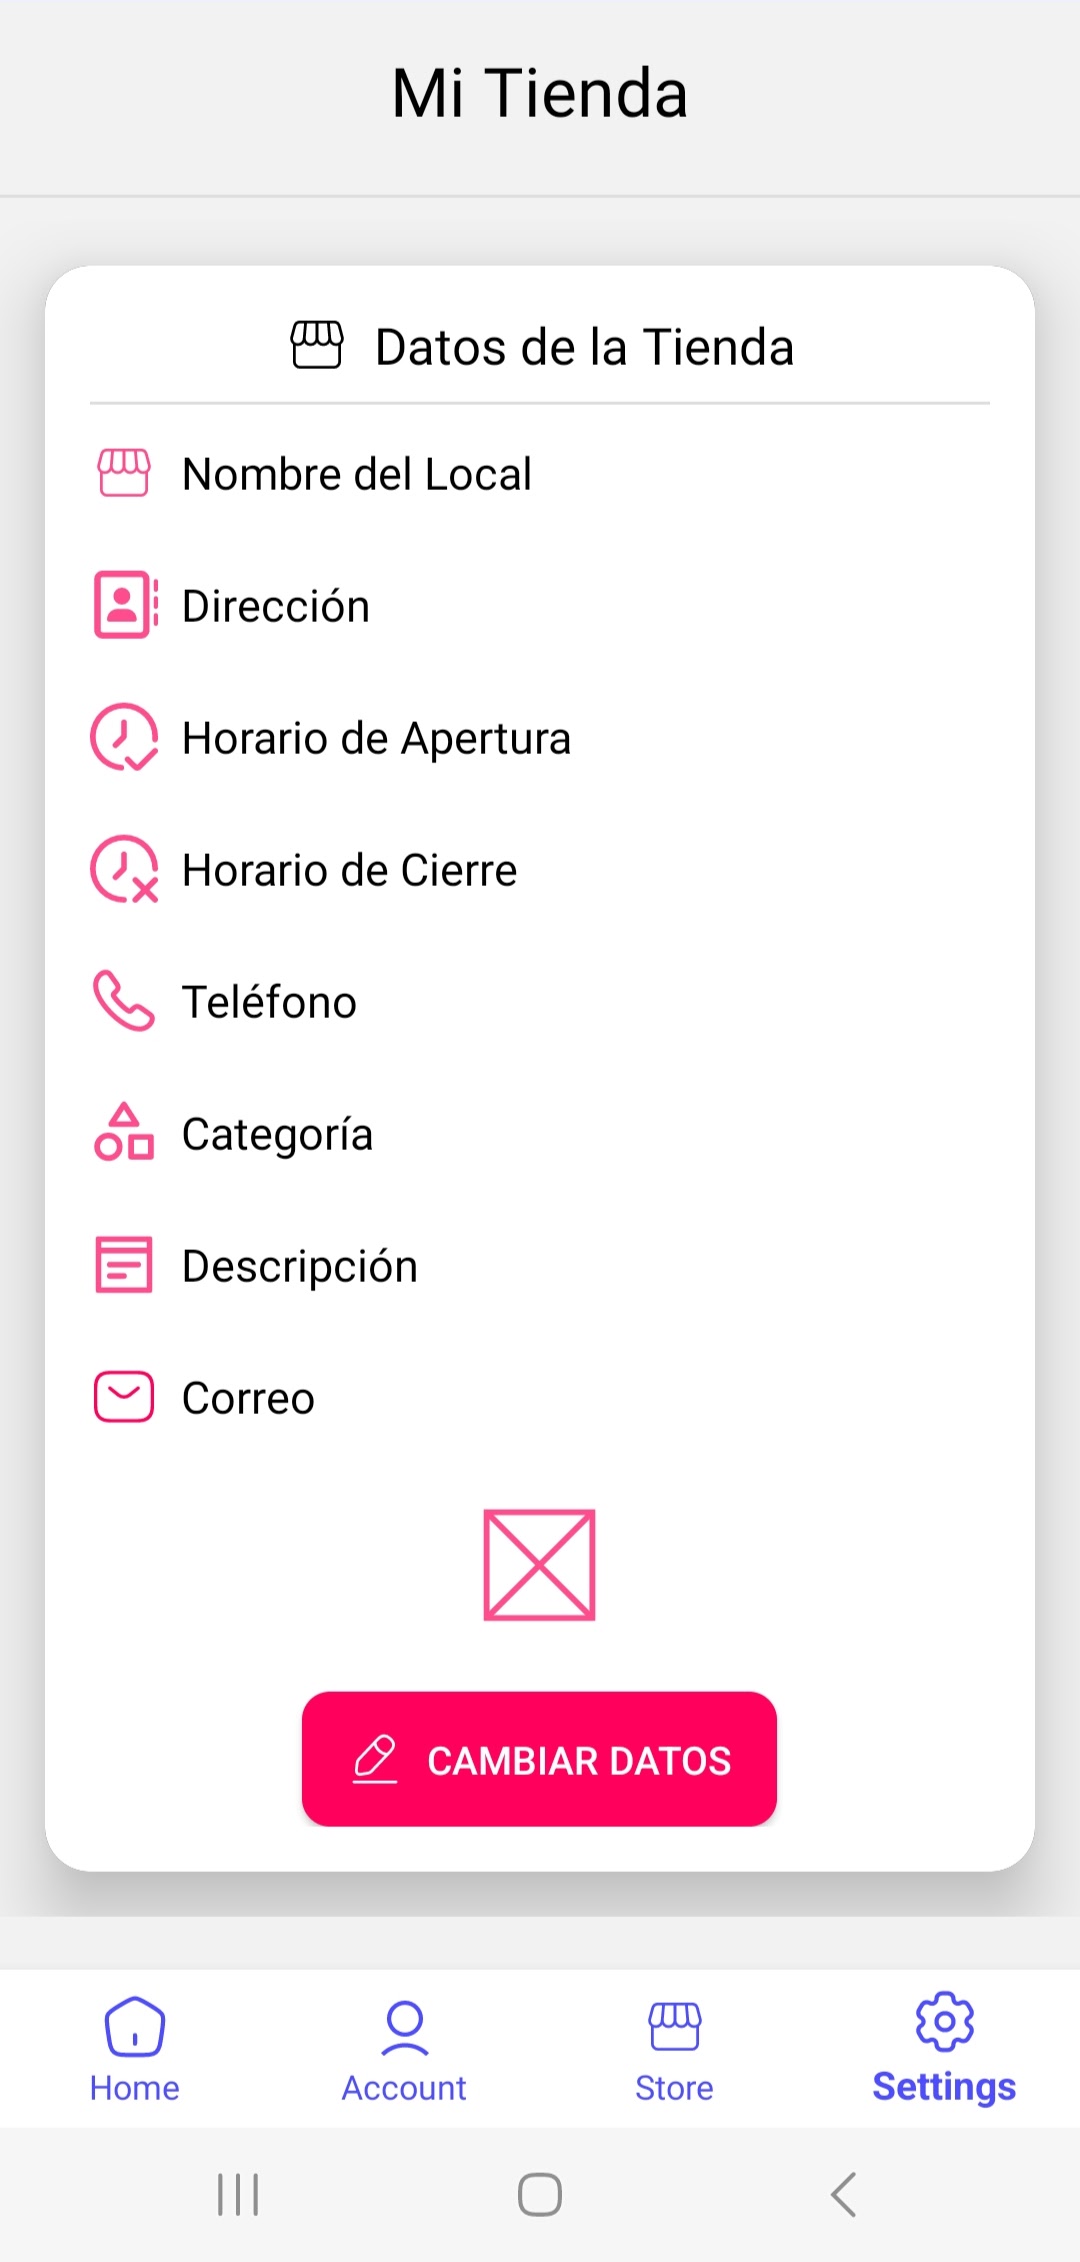 Mi Tienda
Datos de la Tienda
Nombre del Local
Dirección
Horario de Apertura
Horario de Cierre
Teléfono
Categoría
Descripción
Correo
CAMBIAR DATOS
Home
Account
Store
Settings